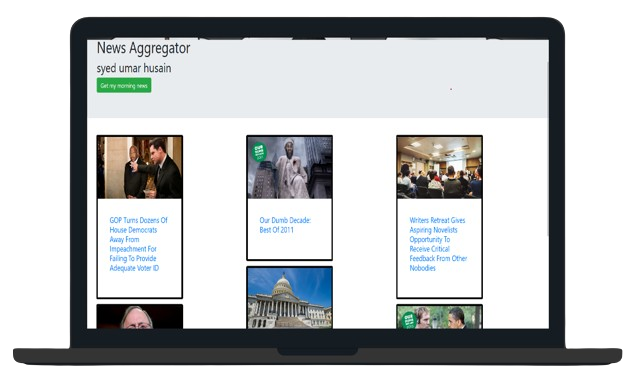 News Aggregator
syed umar husain
Get my morning news
GOP Turns Dozens Of
House Democrats
Away From
Impeachment For
Failing To Provide
Adequate Voter ID
Our Dumb Decade:
Best Of 2011
Writers Retreat Gives
Aspiring Novelists
Opportunity To
Receive Critical
Feedback From Other
Nobodies